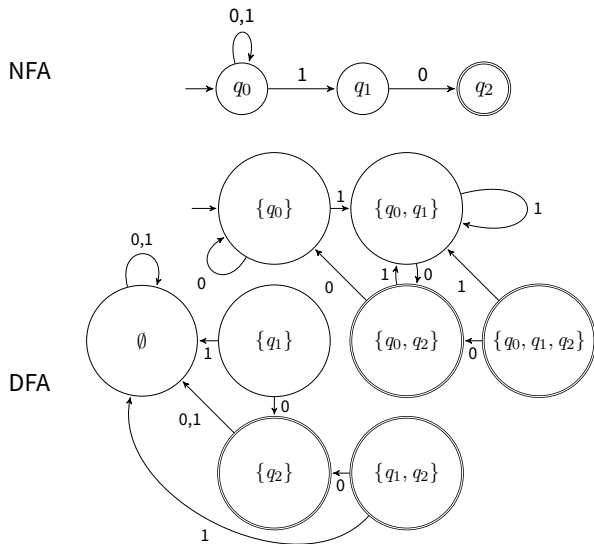 0,1
NFA
q0 1 q1 0 q2
{q0} 1 {q0, q1} 1
0,1
0 0 1 0 1
∅ 1 {q1} {q0, q2} 0 {q0, q1, q2}
DFA
0,1 0
{q2} 0 {q1, q2}
1